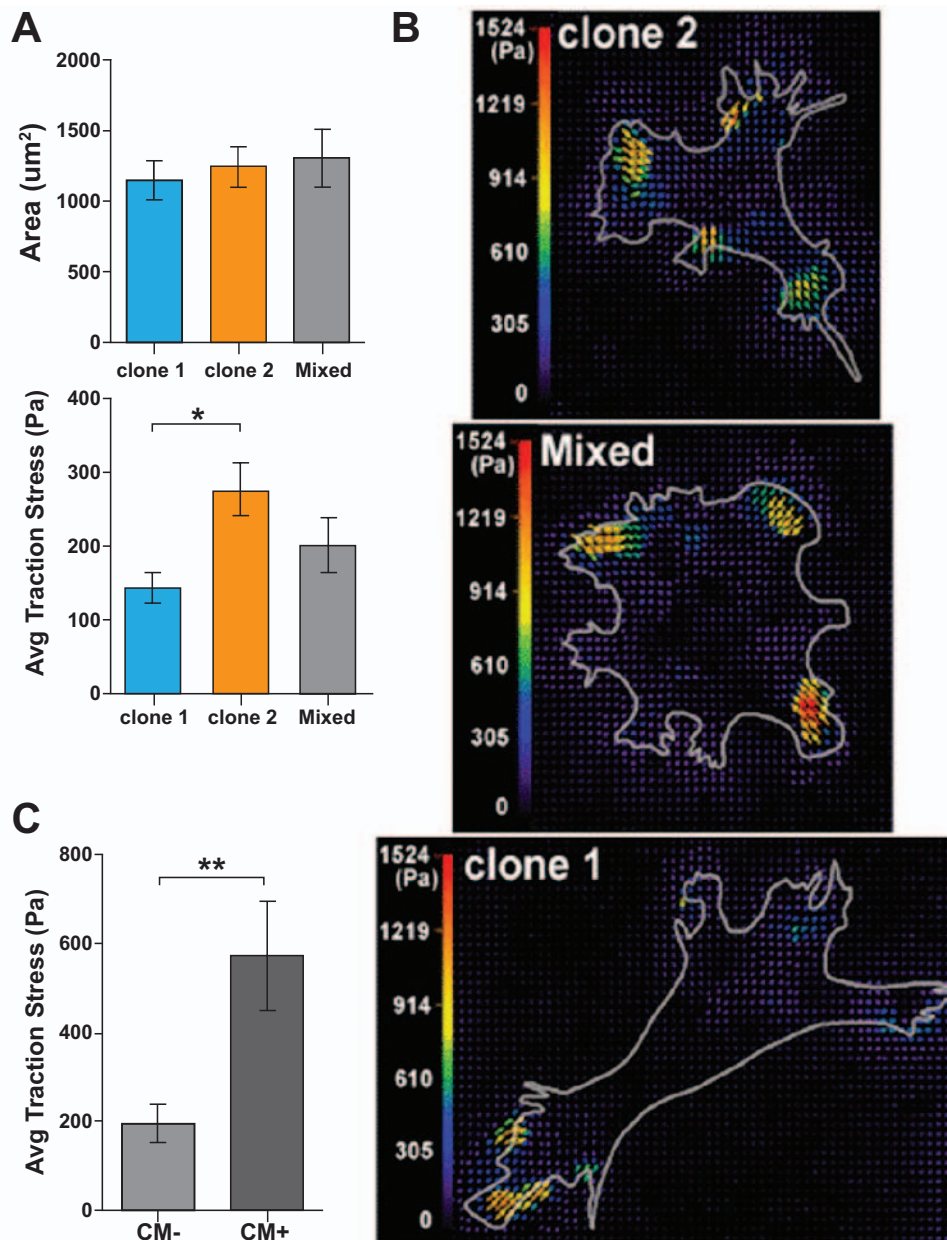 A
Area (um²)
2000
1500
1000
500
0
clone 1 clone 2 Mixed
Avg Traction Stress (Pa)
400
300
200
100
0
*
clone 1 clone 2 Mixed
B
1524
(Pa)
1219
914
610
305
0
clone 2
1524
(Pa)
1219
914
610
305
0
Mixed
1524
(Pa)
1219
914
610
305
0
clone 1
C
Avg Traction Stress (Pa)
800
600
400
200
0
**
CM- CM+